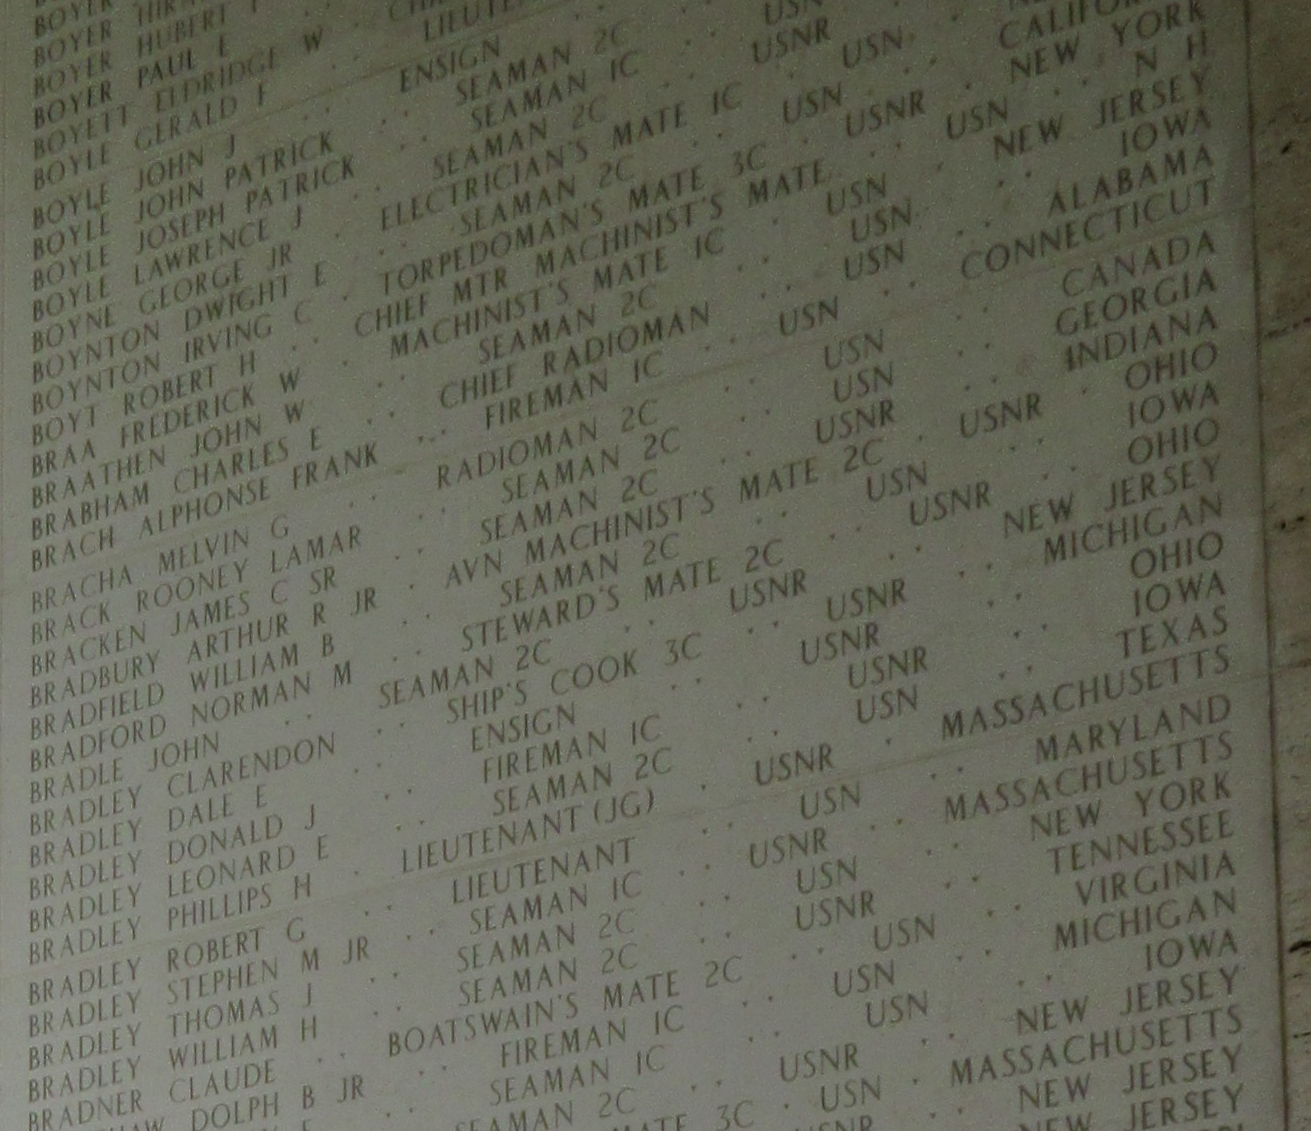 BOYER
BOYER
BOYER HUBERT
BOYER PAUL E
BOYETT ELDRIDGE W
BOYLE GERALD F
BOYLE JOHN J . . ENSIGN
BOYLE JOHN PATRICK . . SEAMAN 2C
BOYLE JOSEPH PATRICK . . SEAMAN 1C . . USN
BOYLE LAWRENCE J . . SEAMAN 2C . . USNR
BOYNE GEORGE JR . ELECTRICIAN'S MATE 1C . USN
BOYNTON DWIGHT E . . SEAMAN 2C . . USN
BOYNTON IRVING C . TORPEDOMAN'S MATE 3C . USNR . . NEW YORK
BOYT ROBERT H . . CHIEF MTR MACHINIST'S MATE . . USN . . N H
BRAA FREDERICK W . MACHINIST'S MATE 1C . . USN . NEW JERSEY
BRAATHEN JOHN W . . SEAMAN 2C . . USN . . IOWA
BRABHAM CHARLES E . . CHIEF RADIOMAN . . USN . . ALABAMA
BRACH ALPHONSE FRANK . . . FIREMAN 1C . . USN . . CONNECTICUT
BRACHA MELVIN G . . RADIOMAN 2C . . USN . . CANADA
BRACK ROONEY LAMAR . . SEAMAN 2C . . USN . . GEORGIA
BRACKEN JAMES C SR . . SEAMAN 2C . . USNR . . INDIANA
BRADBURY ARTHUR R JR . AVN MACHINIST'S MATE 2C . USNR . OHIO
BRADFIELD WILLIAM B . . SEAMAN 2C . . USN . . IOWA
BRADFORD NORMAN M . . STEWARD'S MATE 2C . USNR . . OHIO
BRADLE JOHN . . SEAMAN 2C . . USNR . . NEW JERSEY
BRADLEY CLARENDON . . SHIP'S COOK 3C . . USNR . . MICHIGAN
BRADLEY DALE E . . ENSIGN . . USNR . . OHIO
BRADLEY DONALD J . . FIREMAN 1C . . USNR . . IOWA
BRADLEY LEONARD E . . SEAMAN 2C . . USN . . TEXAS
BRADLEY PHILLIPS H . LIEUTENANT (JG) . USNR . MASSACHUSETTS
BRADLEY ROBERT G . . LIEUTENANT . . USN . . MARYLAND
BRADLEY STEPHEN M JR . . SEAMAN 1C . . USNR . . MASSACHUSETTS
BRADLEY THOMAS J . . SEAMAN 2C . . USN . . NEW YORK
BRADLEY WILLIAM H . . SEAMAN 2C . . USNR . . TENNESSEE
BRADNER CLAUDE . . BOATSWAIN'S MATE 2C . . USN . . VIRGINIA
DOLPH B JR . . FIREMAN 1C . . USN . . MICHIGAN
SEAMAN 1C . . USN . . IOWA
SEAMAN 2C . . USNR . . NEW JERSEY
MATE 3C . USN . MASSACHUSETTS
USNR . . NEW JERSEY
NEW JERSEY